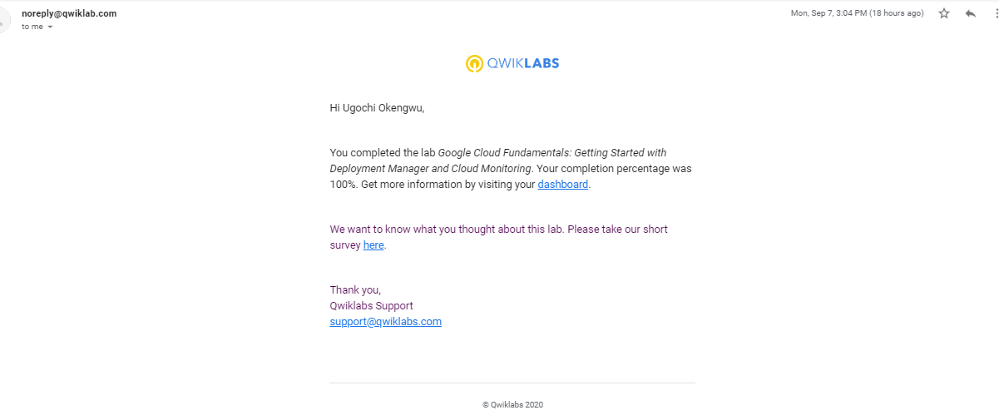 noreply@qwiklab.com
Mon, Sep 7, 3:04 PM (18 hours ago)
to me
QWIKLABS
Hi Ugochi Okengwu,
You completed the lab Google Cloud Fundamentals: Getting Started with
Deployment Manager and Cloud Monitoring. Your completion percentage was
100%. Get more information by visiting your dashboard.
We want to know what you thought about this lab. Please take our short
survey here.
Thank you,
Qwiklabs Support
support@qwiklabs.com
© Qwiklabs 2020